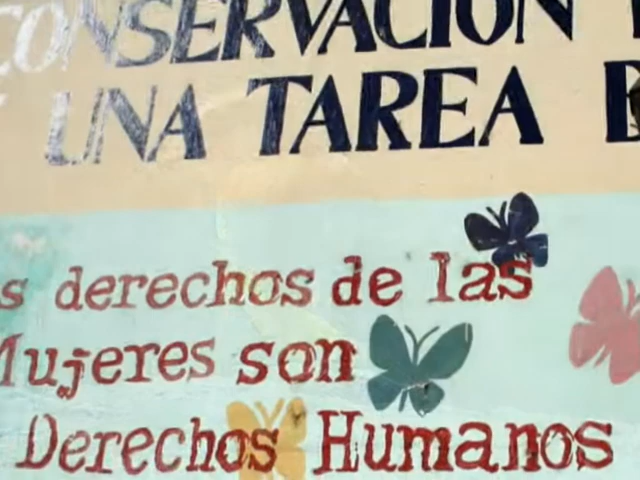 CONSERVACION
UNA TAREA
s derechos de las
Mujeres son
Derechos Humanos